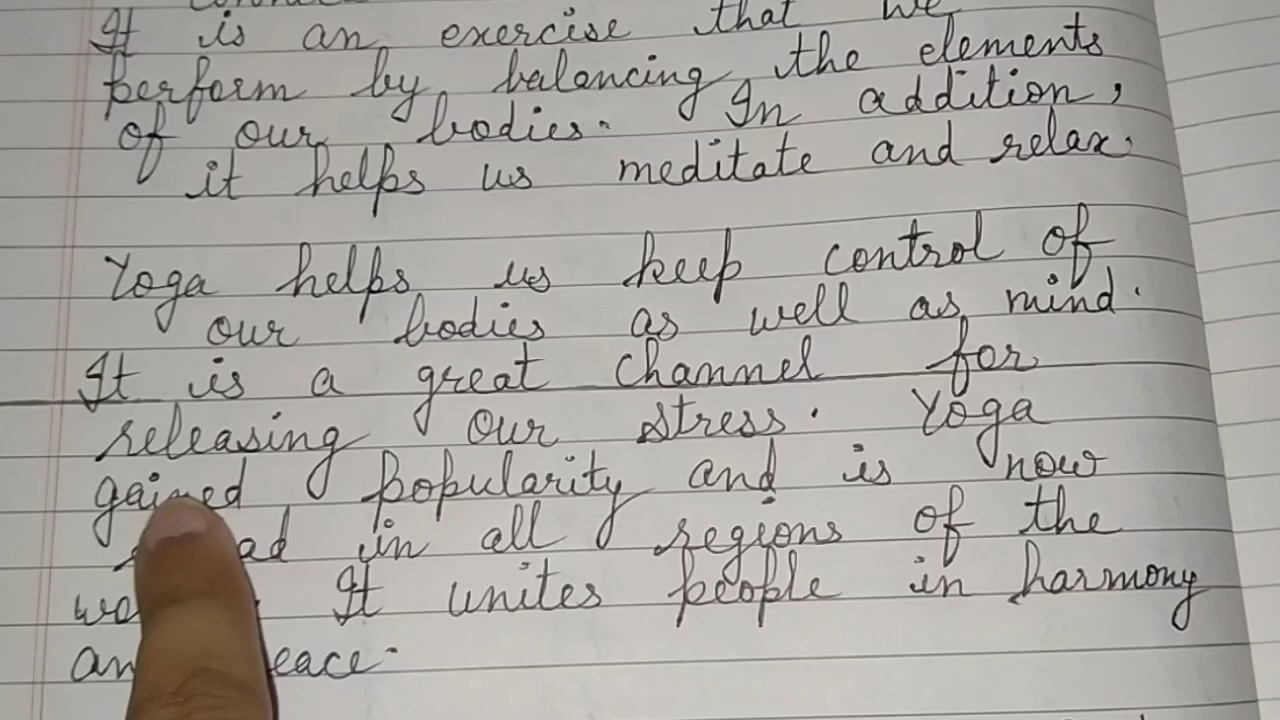 It is an exercise that we
perform by balancing the elements
of our bodies. In addition,
it helps us meditate and relax.
Yoga helps us keep control of
our bodies as well as mind.
It is a great channel for
releasing our stress. Yoga
gained popularity and is now
in all regions of the
It unites people in harmony